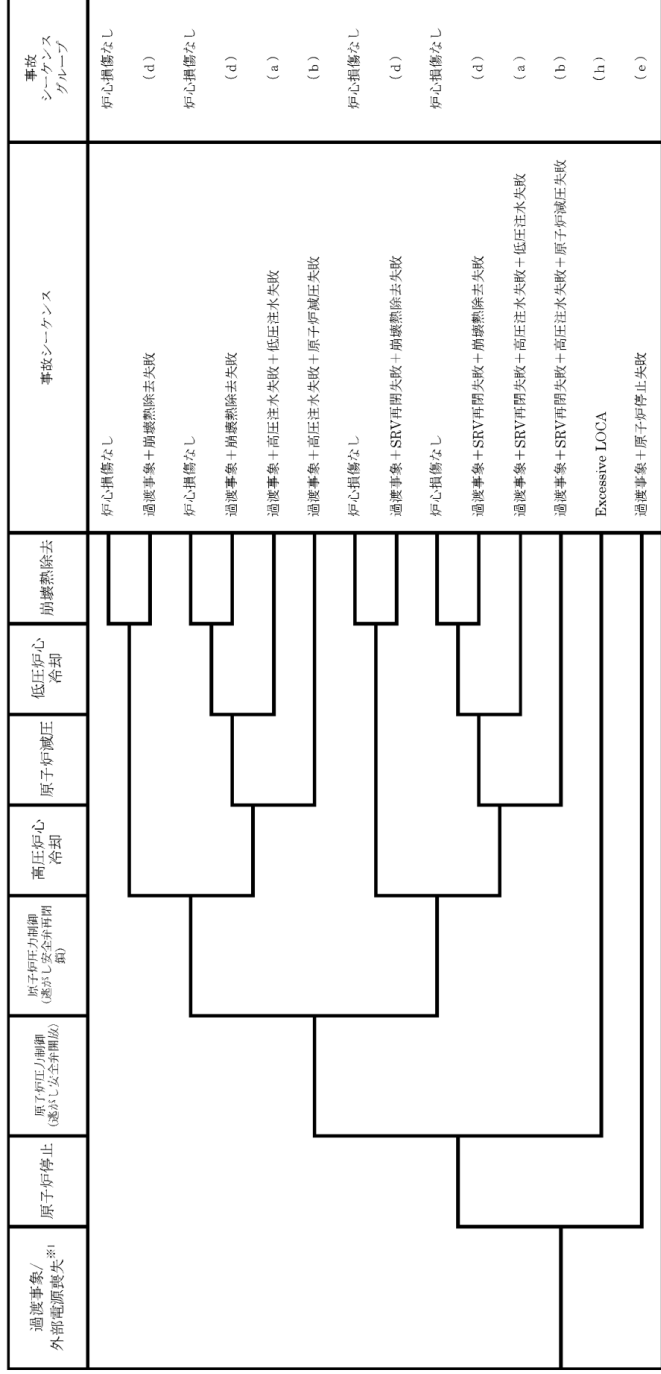 過渡事象/
外部電源喪失※1
原子炉停止
原子炉圧力制御
(逃がし安全弁開放)
原子炉圧力制御
(逃がし安全弁再閉
鎖)
高圧炉心
冷却
原子炉減圧
低圧炉心
冷却
崩壊熱除去
事故シーケンス
事故
シーケンス
グループ
炉心損傷なし
炉心損傷なし
過渡事象+崩壊熱除去失敗
(d)
炉心損傷なし
炉心損傷なし
過渡事象+崩壊熱除去失敗
(d)
過渡事象+高圧注水失敗+低圧注水失敗
(a)
過渡事象+高圧注水失敗+原子炉減圧失敗
(b)
炉心損傷なし
炉心損傷なし
過渡事象+SRV再閉失敗+崩壊熱除去失敗
(d)
炉心損傷なし
炉心損傷なし
過渡事象+SRV再閉失敗+崩壊熱除去失敗
(d)
過渡事象+SRV再閉失敗+高圧注水失敗+低圧注水失敗
(a)
過渡事象+SRV再閉失敗+高圧注水失敗+原子炉減圧失敗
(b)
Excessive LOCA
(h)
過渡事象+原子炉停止失敗
(e)